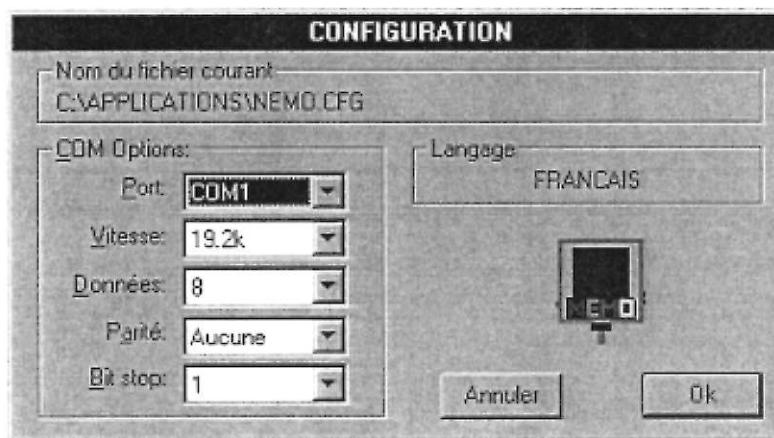 CONFIGURATION
Nom du fichier courant
C:\APPLICATIONS\NEMO.CFG
COM Options:
Port:
COM1
Vitesse:
19.2k
Données:
8
Parité:
Aucune
Bit stop:
1
Langage
FRANCAIS
NEMO
Annuler
Ok